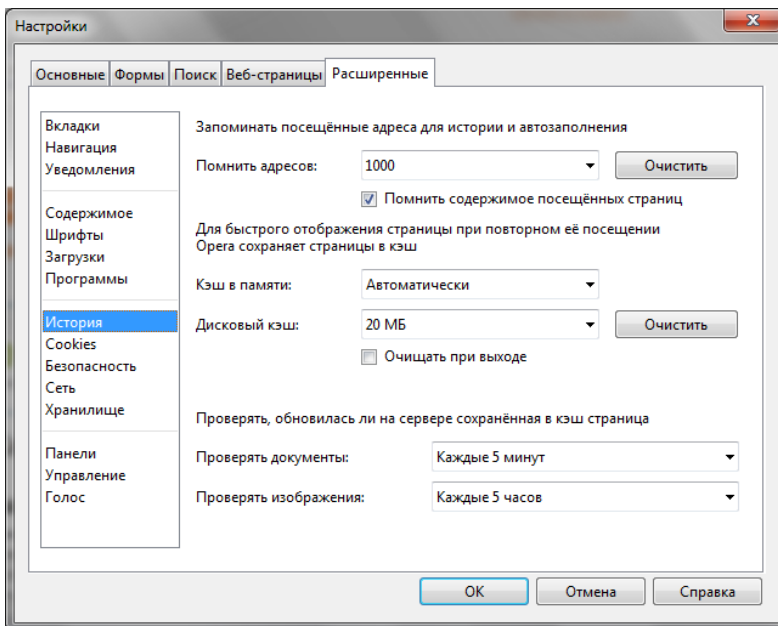 Настройки
Основные Формы Поиск Веб-страницы Расширенные
Вкладки
Навигация
Уведомления
Содержимое
Шрифты
Загрузки
Программы
История
Cookies
Безопасность
Сеть
Хранилище
Панели
Управление
Голос
Запоминать посещённые адреса для истории и автозаполнения
Помнить адресов: 1000 Очистить
Помнить содержимое посещённых страниц
Для быстрого отображения страницы при повторном её посещении
Opera сохраняет страницы в кэш
Кэш в памяти: Автоматически
Дисковый кэш: 20 МБ Очистить
Очищать при выходе
Проверять, обновилась ли на сервере сохранённая в кэш страница
Проверять документы: Каждые 5 минут
Проверять изображения: Каждые 5 часов
OK Отмена Справка